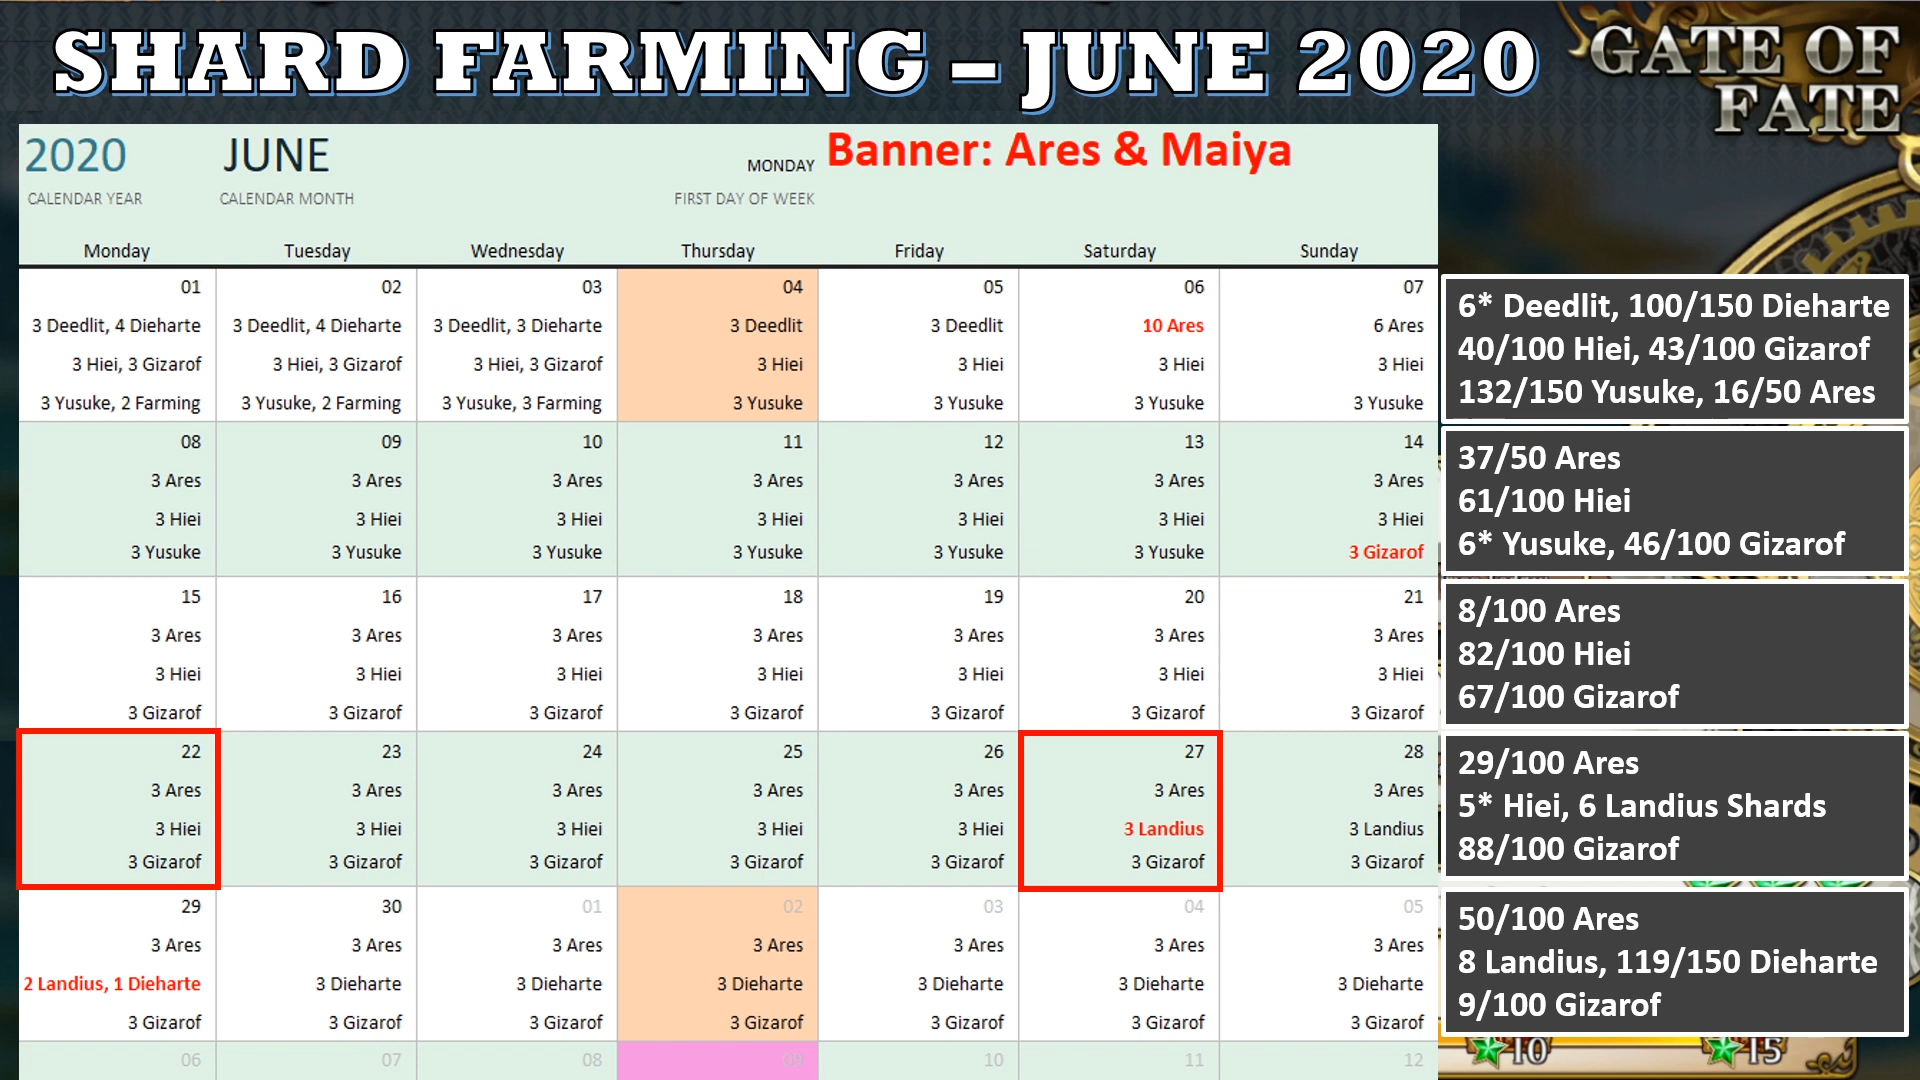 SHARD FARMING – JUNE 2020
GATE OF
FATE
2020 JUNE MONDAY Banner: Ares & Maiya
CALENDAR YEAR CALENDAR MONTH FIRST DAY OF WEEK
Monday Tuesday Wednesday Thursday Friday Saturday Sunday
01 02 03 04 05 06 07
3 Deedlit, 4 Dieharte 3 Deedlit, 4 Dieharte 3 Deedlit, 3 Dieharte 3 Deedlit 3 Deedlit 10 Ares 6 Ares
3 Hiei, 3 Gizarof 3 Hiei, 3 Gizarof 3 Hiei, 3 Gizarof 3 Hiei 3 Hiei 3 Hiei 3 Hiei
3 Yusuke, 2 Farming 3 Yusuke, 2 Farming 3 Yusuke, 3 Farming 3 Yusuke 3 Yusuke 3 Yusuke 3 Yusuke
6* Deedlit, 100/150 Dieharte
40/100 Hiei, 43/100 Gizarof
132/150 Yusuke, 16/50 Ares
08 09 10 11 12 13 14
3 Ares 3 Ares 3 Ares 3 Ares 3 Ares 3 Ares 3 Ares
3 Hiei 3 Hiei 3 Hiei 3 Hiei 3 Hiei 3 Hiei 3 Hiei
3 Yusuke 3 Yusuke 3 Yusuke 3 Yusuke 3 Yusuke 3 Yusuke 3 Gizarof
37/50 Ares
61/100 Hiei
6* Yusuke, 46/100 Gizarof
15 16 17 18 19 20 21
3 Ares 3 Ares 3 Ares 3 Ares 3 Ares 3 Ares 3 Ares
3 Hiei 3 Hiei 3 Hiei 3 Hiei 3 Hiei 3 Hiei 3 Hiei
3 Gizarof 3 Gizarof 3 Gizarof 3 Gizarof 3 Gizarof 3 Gizarof 3 Gizarof
8/100 Ares
82/100 Hiei
67/100 Gizarof
22 23 24 25 26 27 28
3 Ares 3 Ares 3 Ares 3 Ares 3 Ares 3 Ares 3 Ares
3 Hiei 3 Hiei 3 Hiei 3 Hiei 3 Hiei 3 Landius 3 Landius
3 Gizarof 3 Gizarof 3 Gizarof 3 Gizarof 3 Gizarof 3 Gizarof 3 Gizarof
29/100 Ares
5* Hiei, 6 Landius Shards
88/100 Gizarof
29 30 01 02 03 04 05
3 Ares 3 Ares 3 Ares 3 Ares 3 Ares 3 Ares 3 Ares
2 Landius, 1 Dieharte 3 Dieharte 3 Dieharte 3 Dieharte 3 Dieharte 3 Dieharte 3 Dieharte
3 Gizarof 3 Gizarof 3 Gizarof 3 Gizarof 3 Gizarof 3 Gizarof 3 Gizarof
50/100 Ares
8 Landius, 119/150 Dieharte
9/100 Gizarof
06 07 08 09 10 11 12
10 15